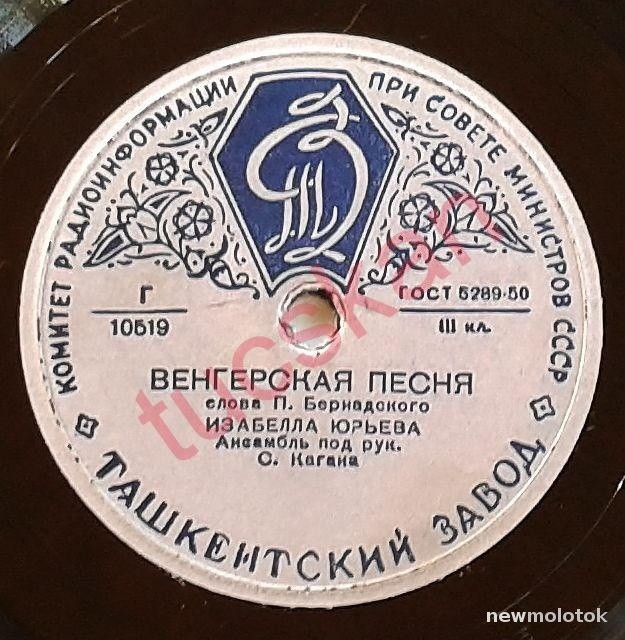 КОМИТЕТ РАДИОИНФОРМАЦИИ ПРИ СОВЕТЕ МИНИСТРОВ СССР
Г
10519
ГОСТ 5289-50
III кл.
ВЕНГЕРСКАЯ ПЕСНЯ
слова П. Бернадского
ИЗАБЕЛЛА ЮРЬЕВА
Ансамбль под рук.
С. Кагана
ТАШКЕНТСКИЙ ЗАВОД
tucskan
newmolotok